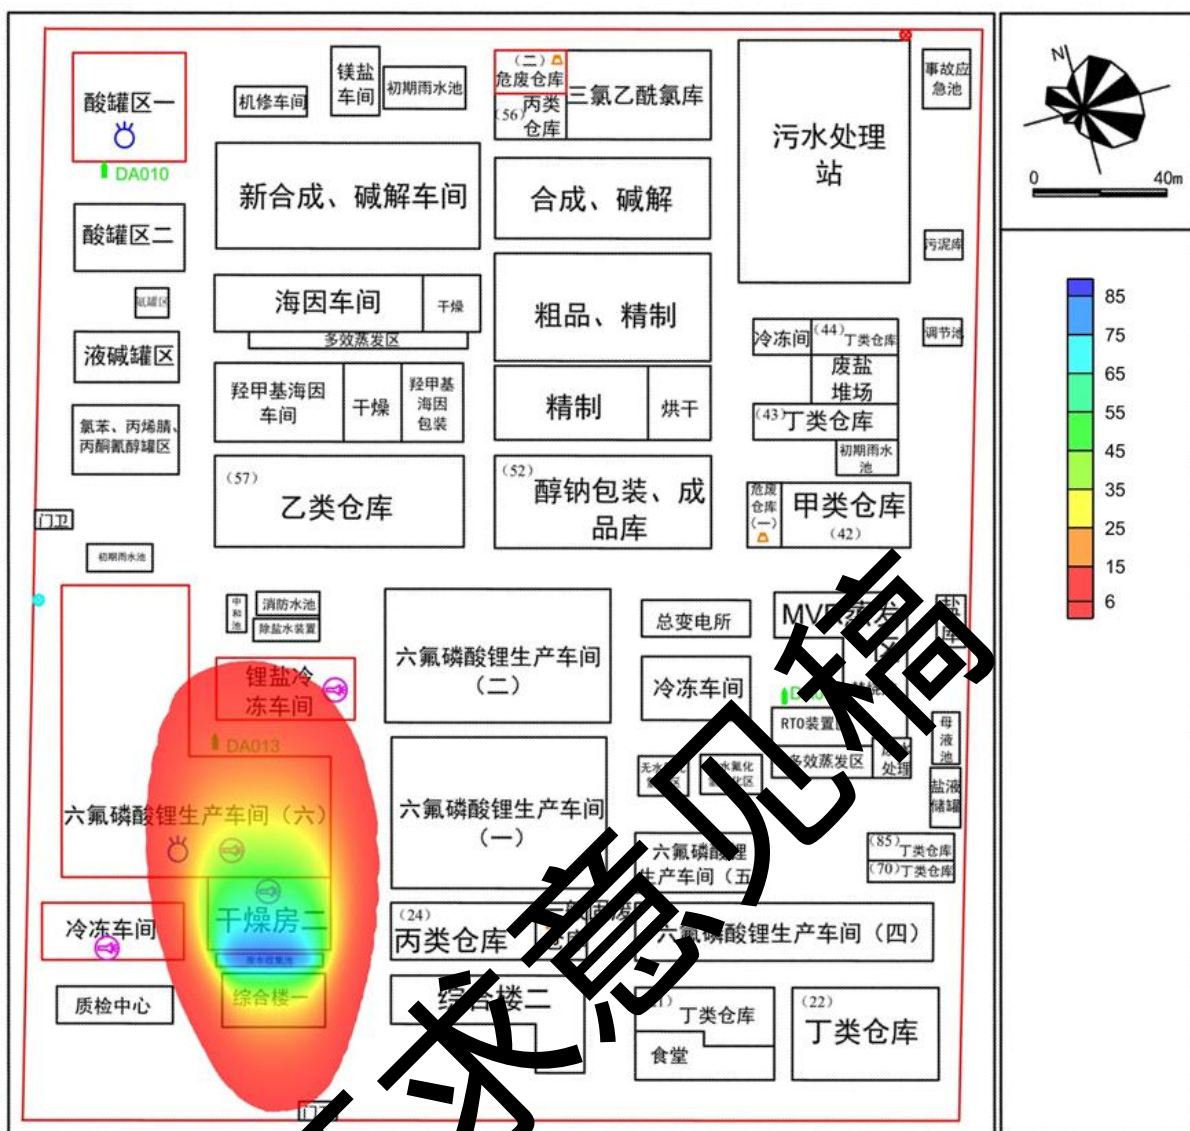 酸罐区一
DA010
酸罐区二
液碱罐区
氯苯、丙烯腈、
丙酮氰醇罐区
门卫
初期雨水池
机修车间
镁盐
车间
初期雨水池
新合成、碱解车间
海因车间
干燥
多效蒸发区
羟甲基海因
车间
干燥
羟甲基
海因
包装
(57)
乙类仓库
(二)
危废仓库
(56)
丙类
仓库
三氯乙酰氯库
合成、碱解
粗品、精制
精制
烘干
(52)
醇钠包装、成
品库
污水处理
站
事故应
急池
污泥库
调节池
冷冻间
(44)
丁类仓库
废盐
堆场
(43)
丁类仓库
初期雨水
池
危废
仓库
(一)
甲类仓库
(42)
N
0
40m
85
75
65
55
45
35
25
15
6
中
和
池
消防水池
除盐水装置
锂盐冷
冻车间
DA013
六氟磷酸锂生产车间（六）
干燥房二
冷冻车间
质检中心
综合楼一
六氟磷酸锂生产车间
(二)
六氟磷酸锂生产车间
(一)
(24)
丙类仓库
综合楼二
总变电所
冷冻车间
多效蒸发区
处理
母
液
池
盐液
储罐
(85)
丁类仓库
(70)
丁类仓库
六氟磷酸锂
生产车间（五
六氟磷酸锂生产车间（四）
丁类仓库
食堂
(22)
丁类仓库
求意见稿